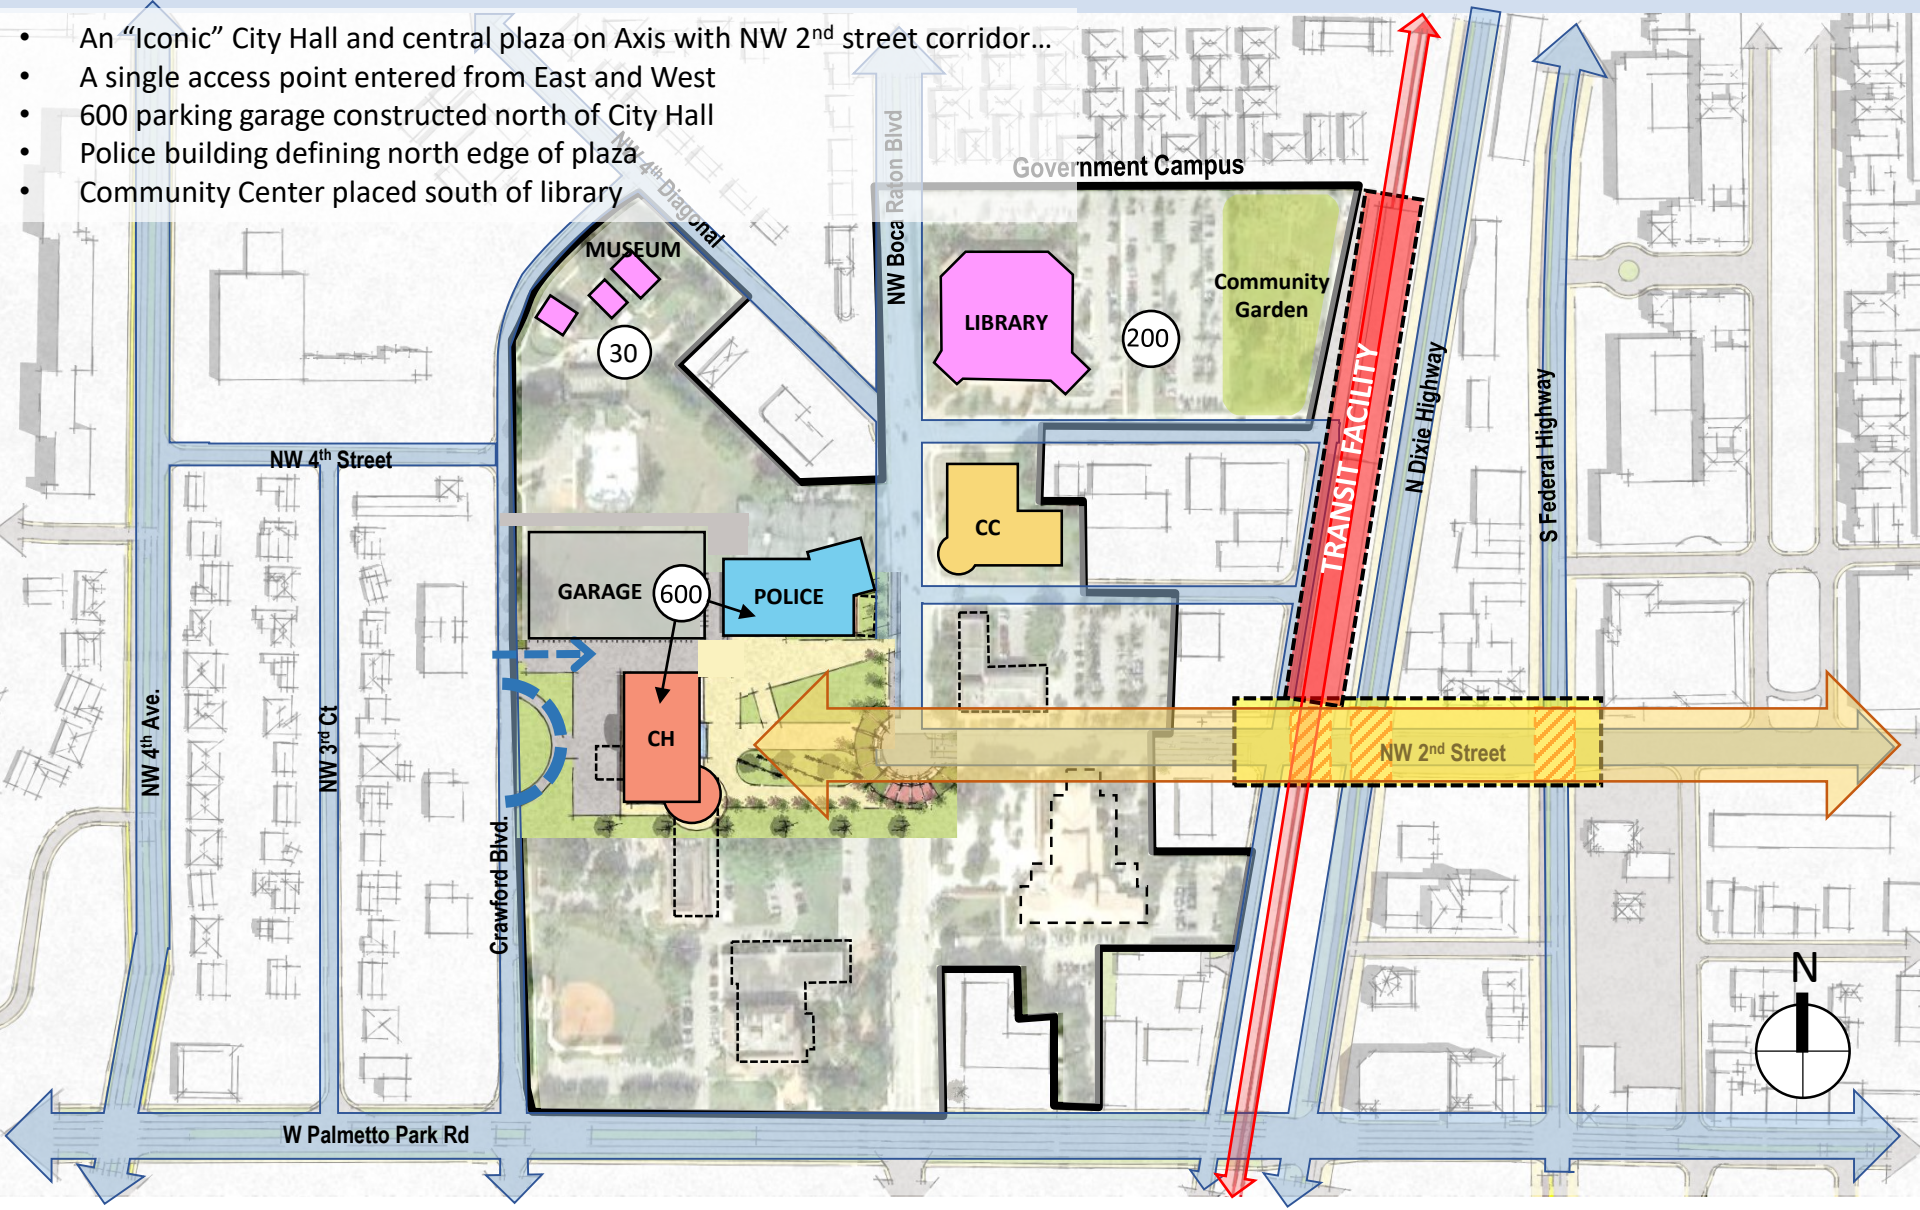 • An “Iconic” City Hall and central plaza on Axis with NW 2nd street corridor…
• A single access point entered from East and West
• 600 parking garage constructed north of City Hall
• Police building defining north edge of plaza
• Community Center placed south of library
NW 4th Diagonal
NW Boca Raton Blvd
Government Campus
MUSEUM
30
LIBRARY
200
Community
Garden
TRANSIT FACILITY
N Dixie Highway
S Federal Highway
NW 4th Street
CC
GARAGE
600
POLICE
CH
NW 4th Ave.
NW 3rd Ct
Crawford Blvd.
NW 2nd Street
N
W Palmetto Park Rd